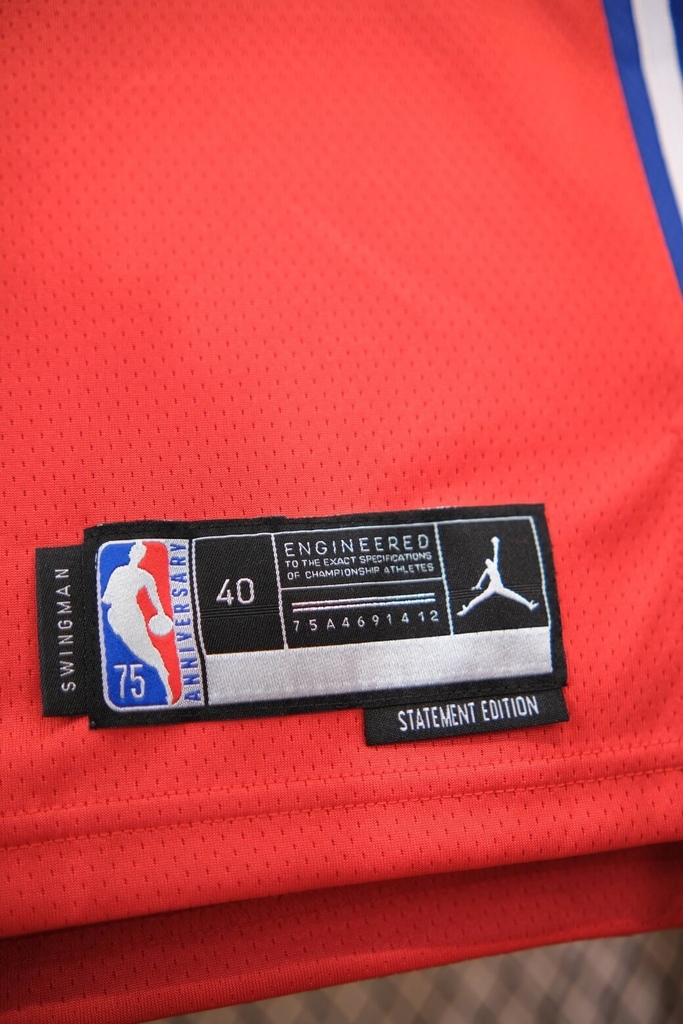 SWINGMAN
75
ANNIVERSARY
40
ENGINEERED
TO THE EXACT SPECIFICATIONS
OF CHAMPIONSHIP ATHLETES
75A4691412
STATEMENT EDITION